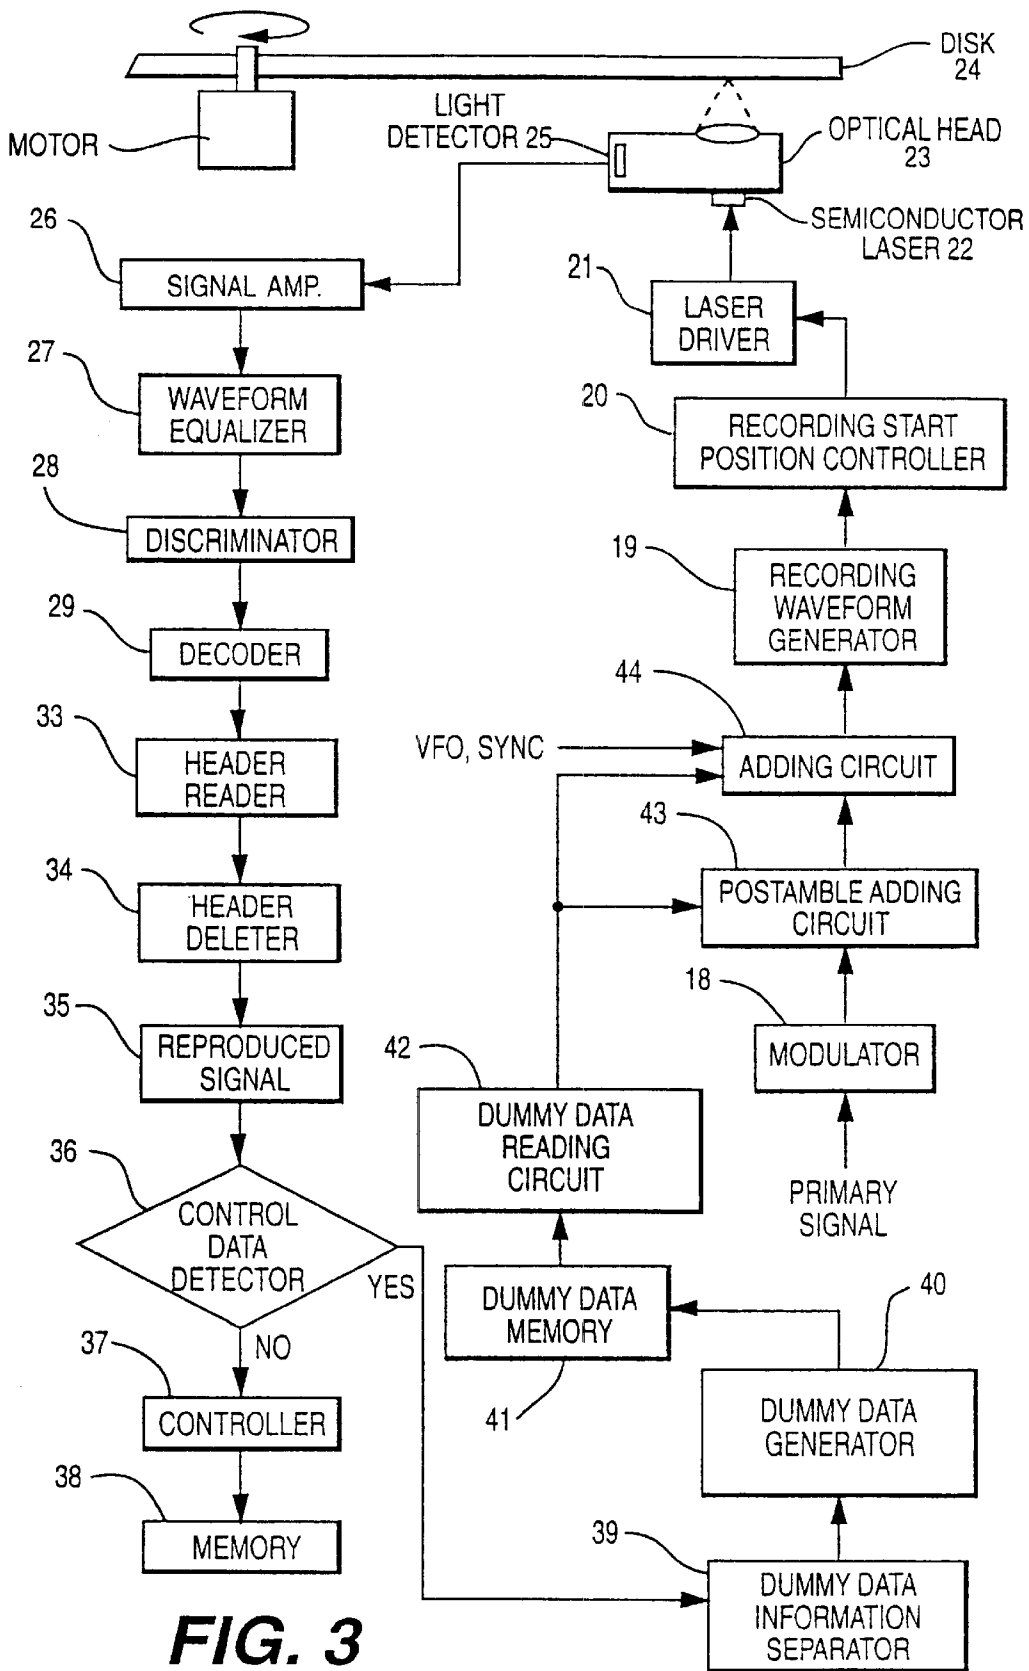 DISK
24
LIGHT
DETECTOR 25
MOTOR
OPTICAL HEAD
23
SEMICONDUCTOR
LASER 22
26
SIGNAL AMP.
21
LASER
DRIVER
27
WAVEFORM
EQUALIZER
20
RECORDING START
POSITION CONTROLLER
28
DISCRIMINATOR
19
RECORDING
WAVEFORM
GENERATOR
29
DECODER
44
VFO, SYNC
ADDING CIRCUIT
33
HEADER
READER
43
POSTAMBLE ADDING
CIRCUIT
34
HEADER
DELETER
18
MODULATOR
35
REPRODUCED
SIGNAL
42
DUMMY DATA
READING
CIRCUIT
PRIMARY
SIGNAL
36
CONTROL
DATA
DETECTOR
YES
NO
DUMMY DATA
MEMORY
41
40
DUMMY DATA
GENERATOR
37
CONTROLLER
38
MEMORY
39
DUMMY DATA
INFORMATION
SEPARATOR
FIG. 3